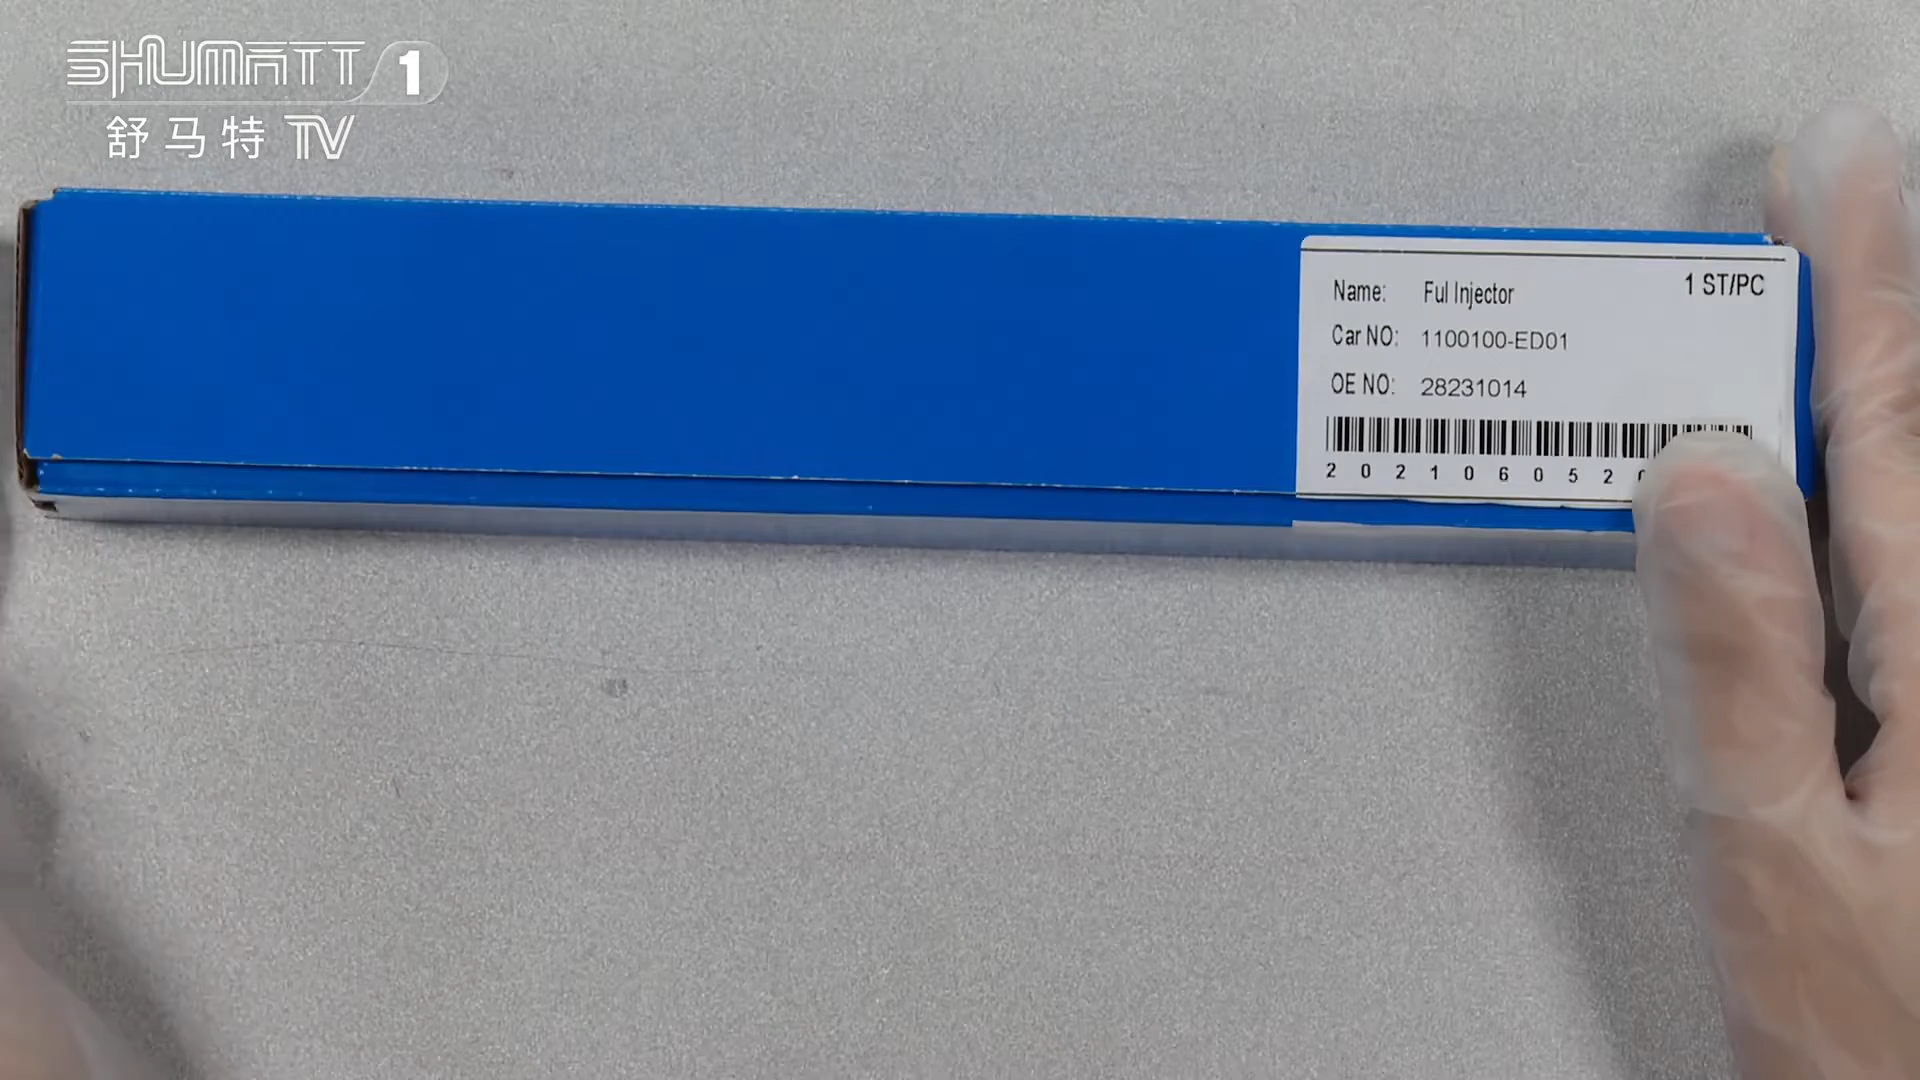 SHUMATT 1
舒马特 TV
1 ST/PC
Name: Ful Injector
Car NO: 1100100-ED01
OE NO: 28231014
2 0 2 1 0 6 0 5 2